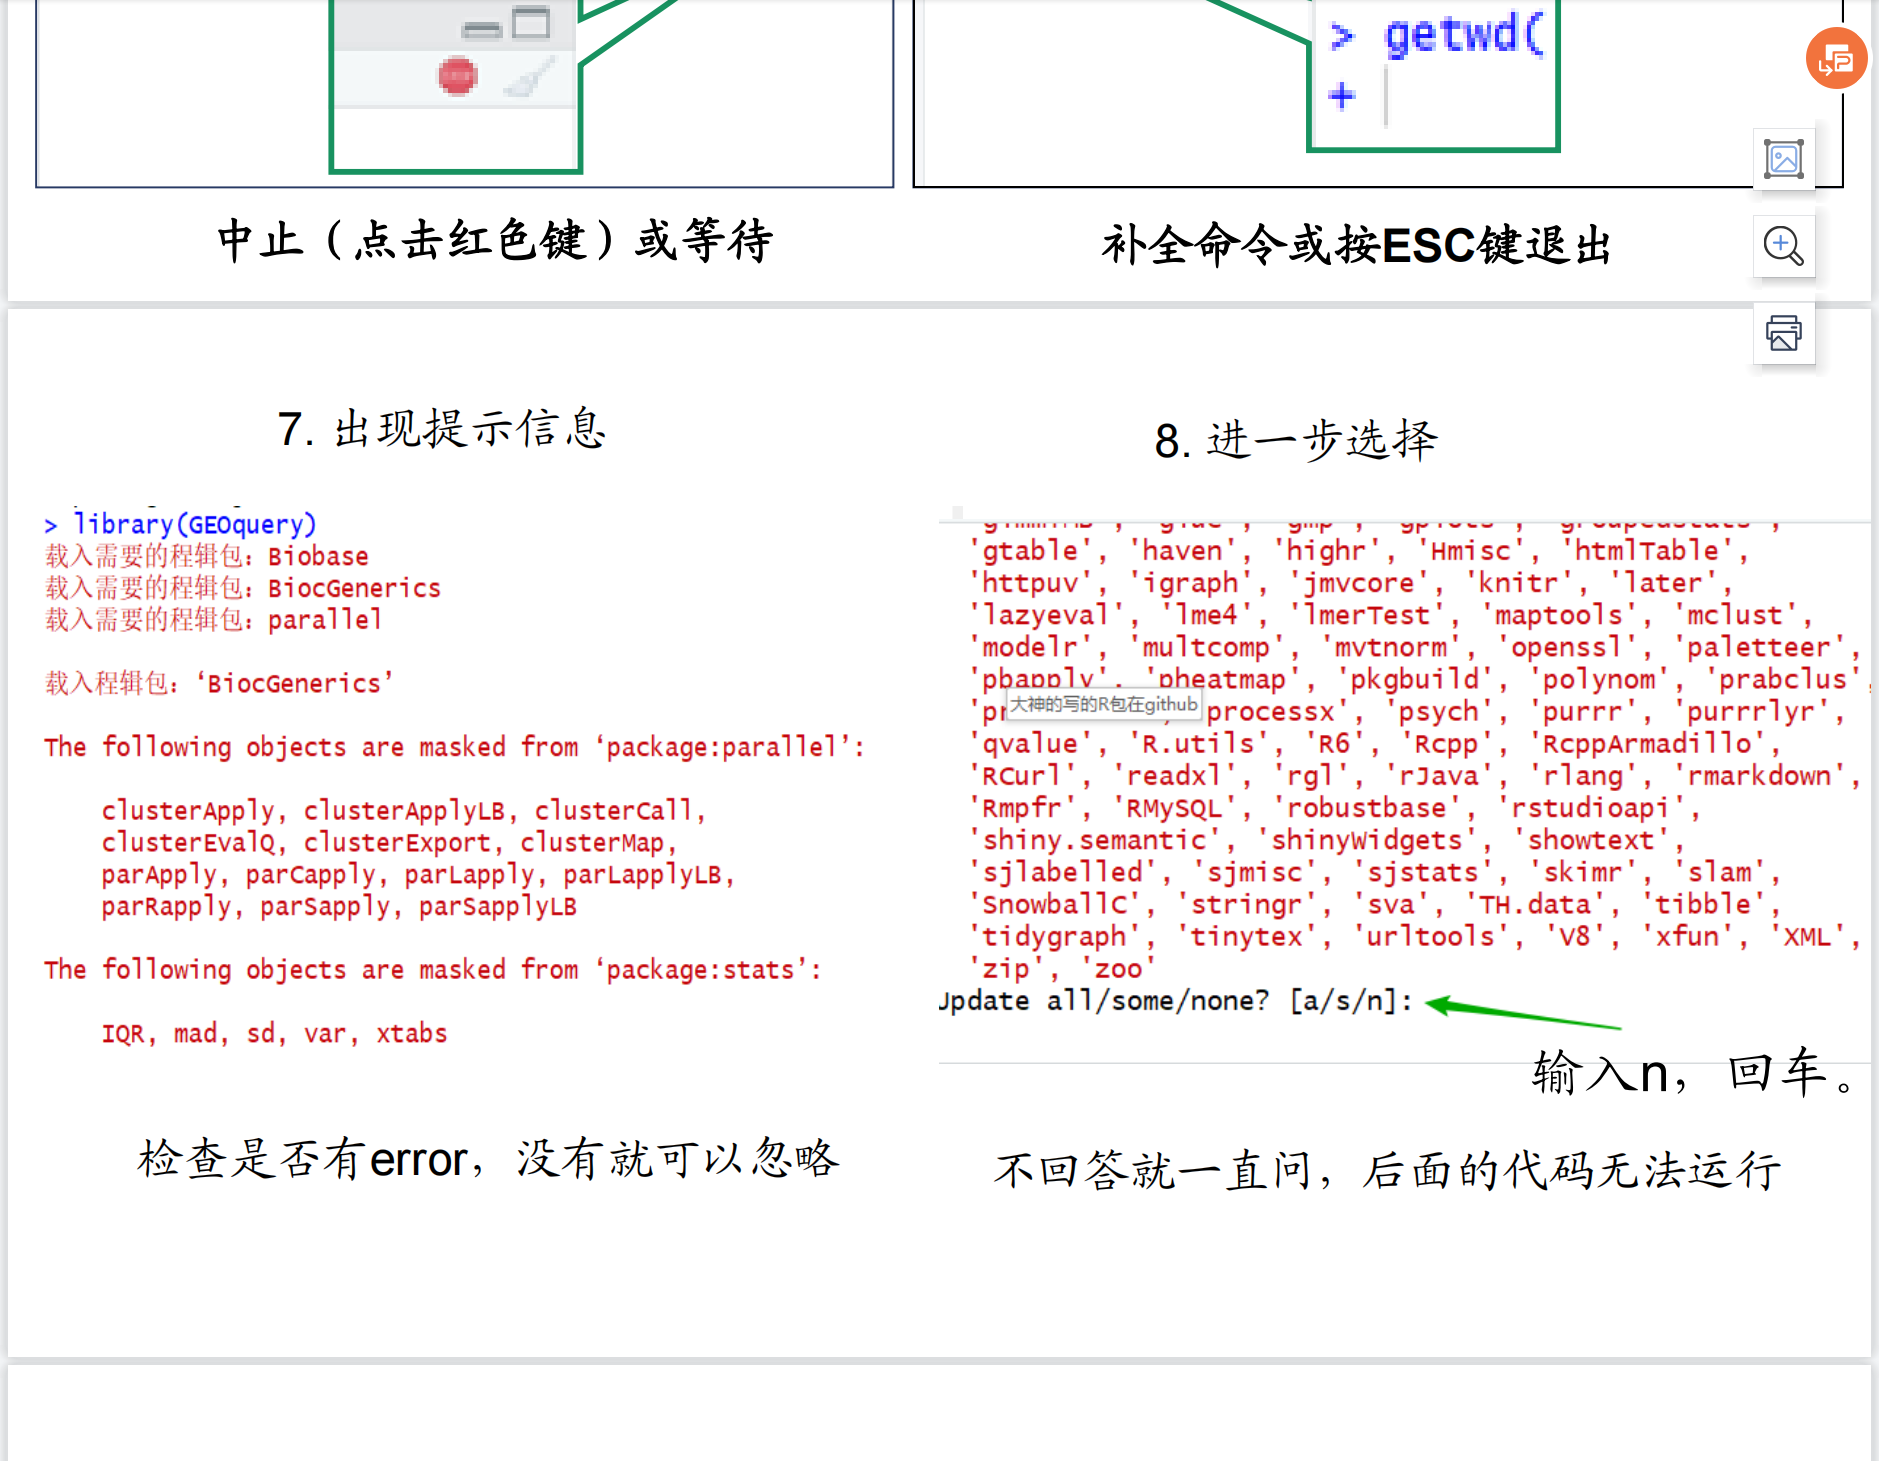 > getwd(
+
中止（点击红色键）或等待
补全命令或按ESC键退出
7. 出现提示信息
> library(GEOquery)
载入需要的程辑包：Biobase
载入需要的程辑包：BiocGenerics
载入需要的程辑包：parallel
载入程辑包：‘BiocGenerics’
The following objects are masked from ‘package:parallel’:
clusterApply, clusterApplyLB, clusterCall,
clusterEvalQ, clusterExport, clusterMap,
parApply, parCapply, parLapply, parLapplyLB,
parRapply, parSapply, parSapplyLB
The following objects are masked from ‘package:stats’:
IQR, mad, sd, var, xtabs
检查是否有error，没有就可以忽略
8. 进一步选择
'gtable', 'haven', 'highr', 'Hmisc', 'htmlTable',
'httpuv', 'igraph', 'jmvcore', 'knitr', 'later',
'lazyeval', 'lme4', 'lmerTest', 'maptools', 'mclust',
'modelr', 'multcomp', 'mvtnorm', 'openssl', 'paletteer',
'pbapply', 'pheatmap', 'pkgbuild', 'polynom', 'prabclus',
大神的写的R包在github
processx', 'psych', 'purrr', 'purrrlyr',
'qvalue', 'R.utils', 'R6', 'Rcpp', 'RcppArmadillo',
'RCurl', 'readxl', 'rgl', 'rJava', 'rlang', 'rmarkdown',
'Rmpfr', 'RMySQL', 'robustbase', 'rstudioapi',
'shiny.semantic', 'shinyWidgets', 'showtext',
'sjlabelled', 'sjmisc', 'sjstats', 'skimr', 'slam',
'SnowballC', 'stringr', 'sva', 'TH.data', 'tibble',
'tidygraph', 'tinytex', 'urltools', 'V8', 'xfun', 'XML',
'zip', 'zoo'
Update all/some/none? [a/s/n]:
输入n，回车。
不回答就一直问，后面的代码无法运行